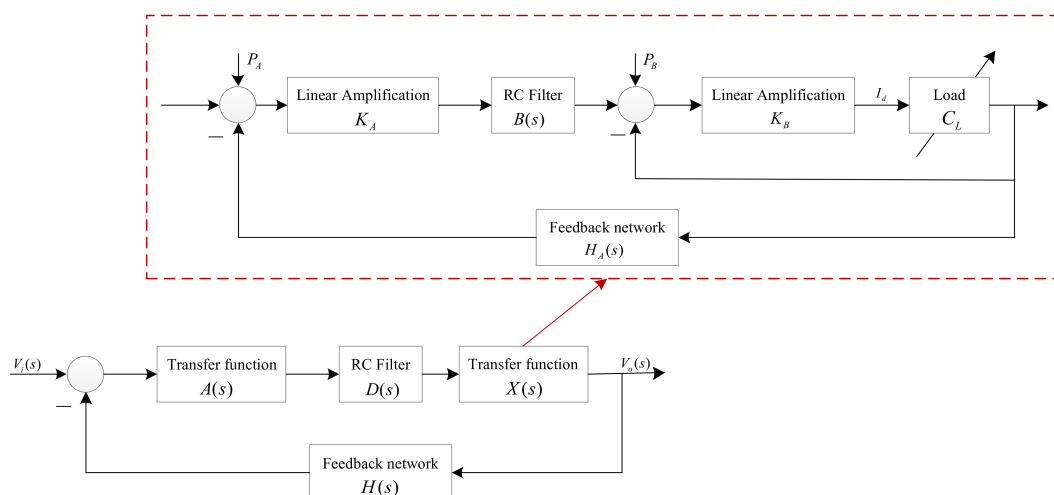 P_A
P_B
Linear Amplification
K_A
RC Filter
B(s)
Linear Amplification
K_B
I_d
Load
C_L
—
—
Feedback network
H_A(s)
V_i(s)
Transfer function
A(s)
RC Filter
D(s)
Transfer function
X(s)
V_o(s)
—
Feedback network
H(s)